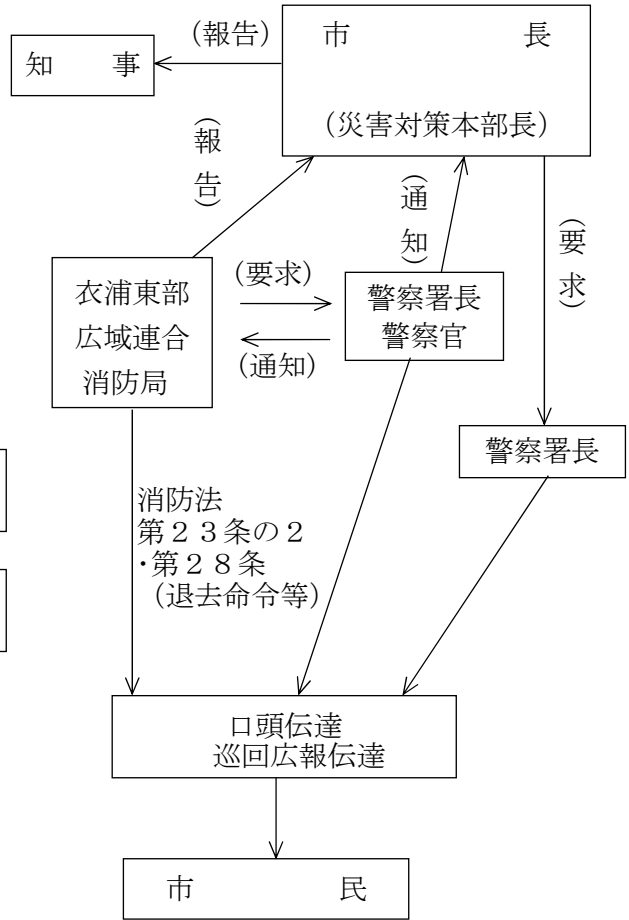 (報告)
市　　　　長
(災害対策本部長)
知　　事
(報告)
(通知)
(要求)
衣浦東部
広域連合
消防局
(要求)
(通知)
警察署長
警察官
警察署長
消防法
第２３条の２
・第２８条
(退去命令等)
口頭伝達
巡回広報伝達
市　　　　民